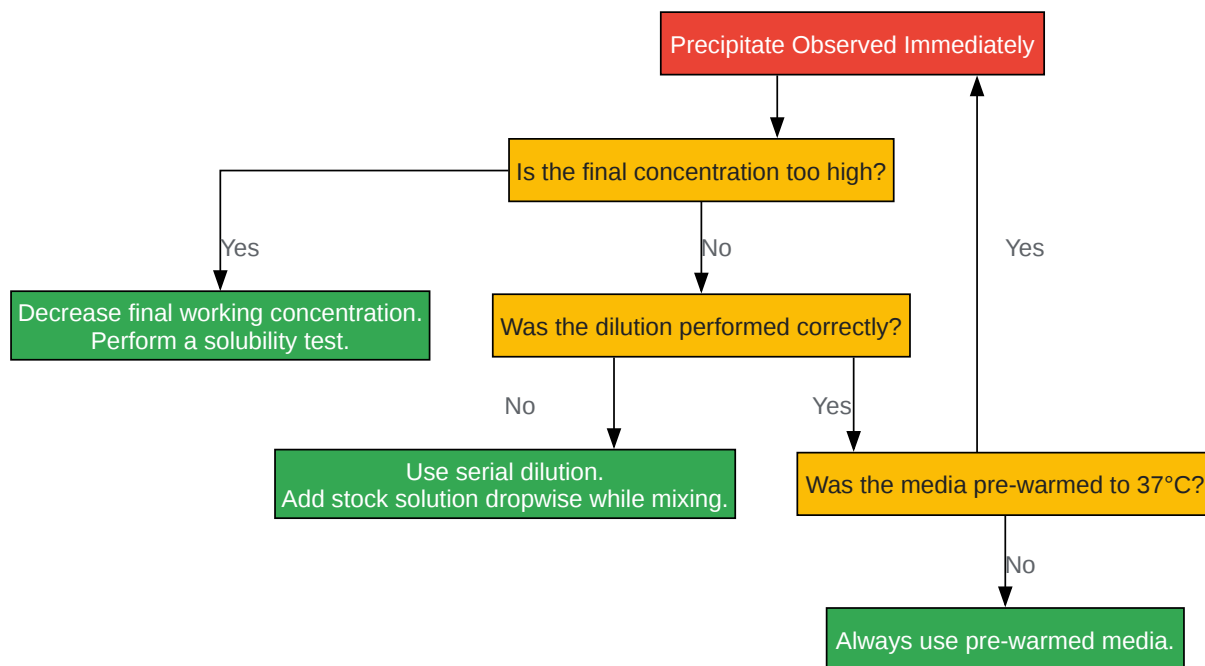 Precipitate Observed Immediately
Is the final concentration too high?
Yes
No
Yes
Decrease final working concentration.
Perform a solubility test.
Was the dilution performed correctly?
No
Yes
Use serial dilution.
Add stock solution dropwise while mixing.
Was the media pre-warmed to 37°C?
No
Always use pre-warmed media.